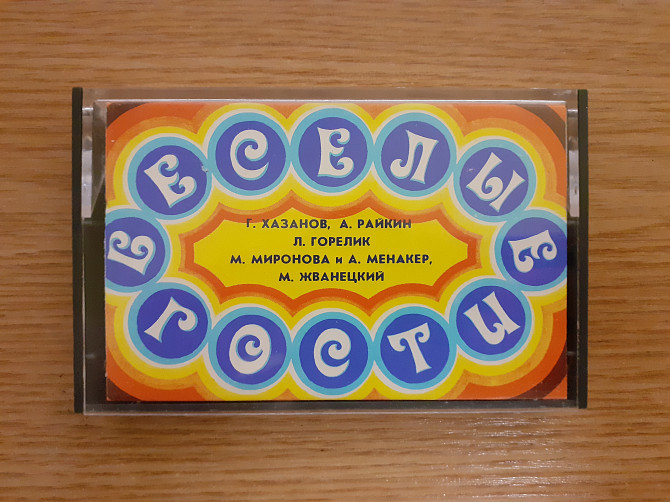 ВЕСЕЛЫЕ
ГОСТИ
Г. ХАЗАНОВ, А. РАЙКИН
Л. ГОРЕЛИК
М. МИРОНОВА и А. МЕНАКЕР,
М. ЖВАНЕЦКИЙ